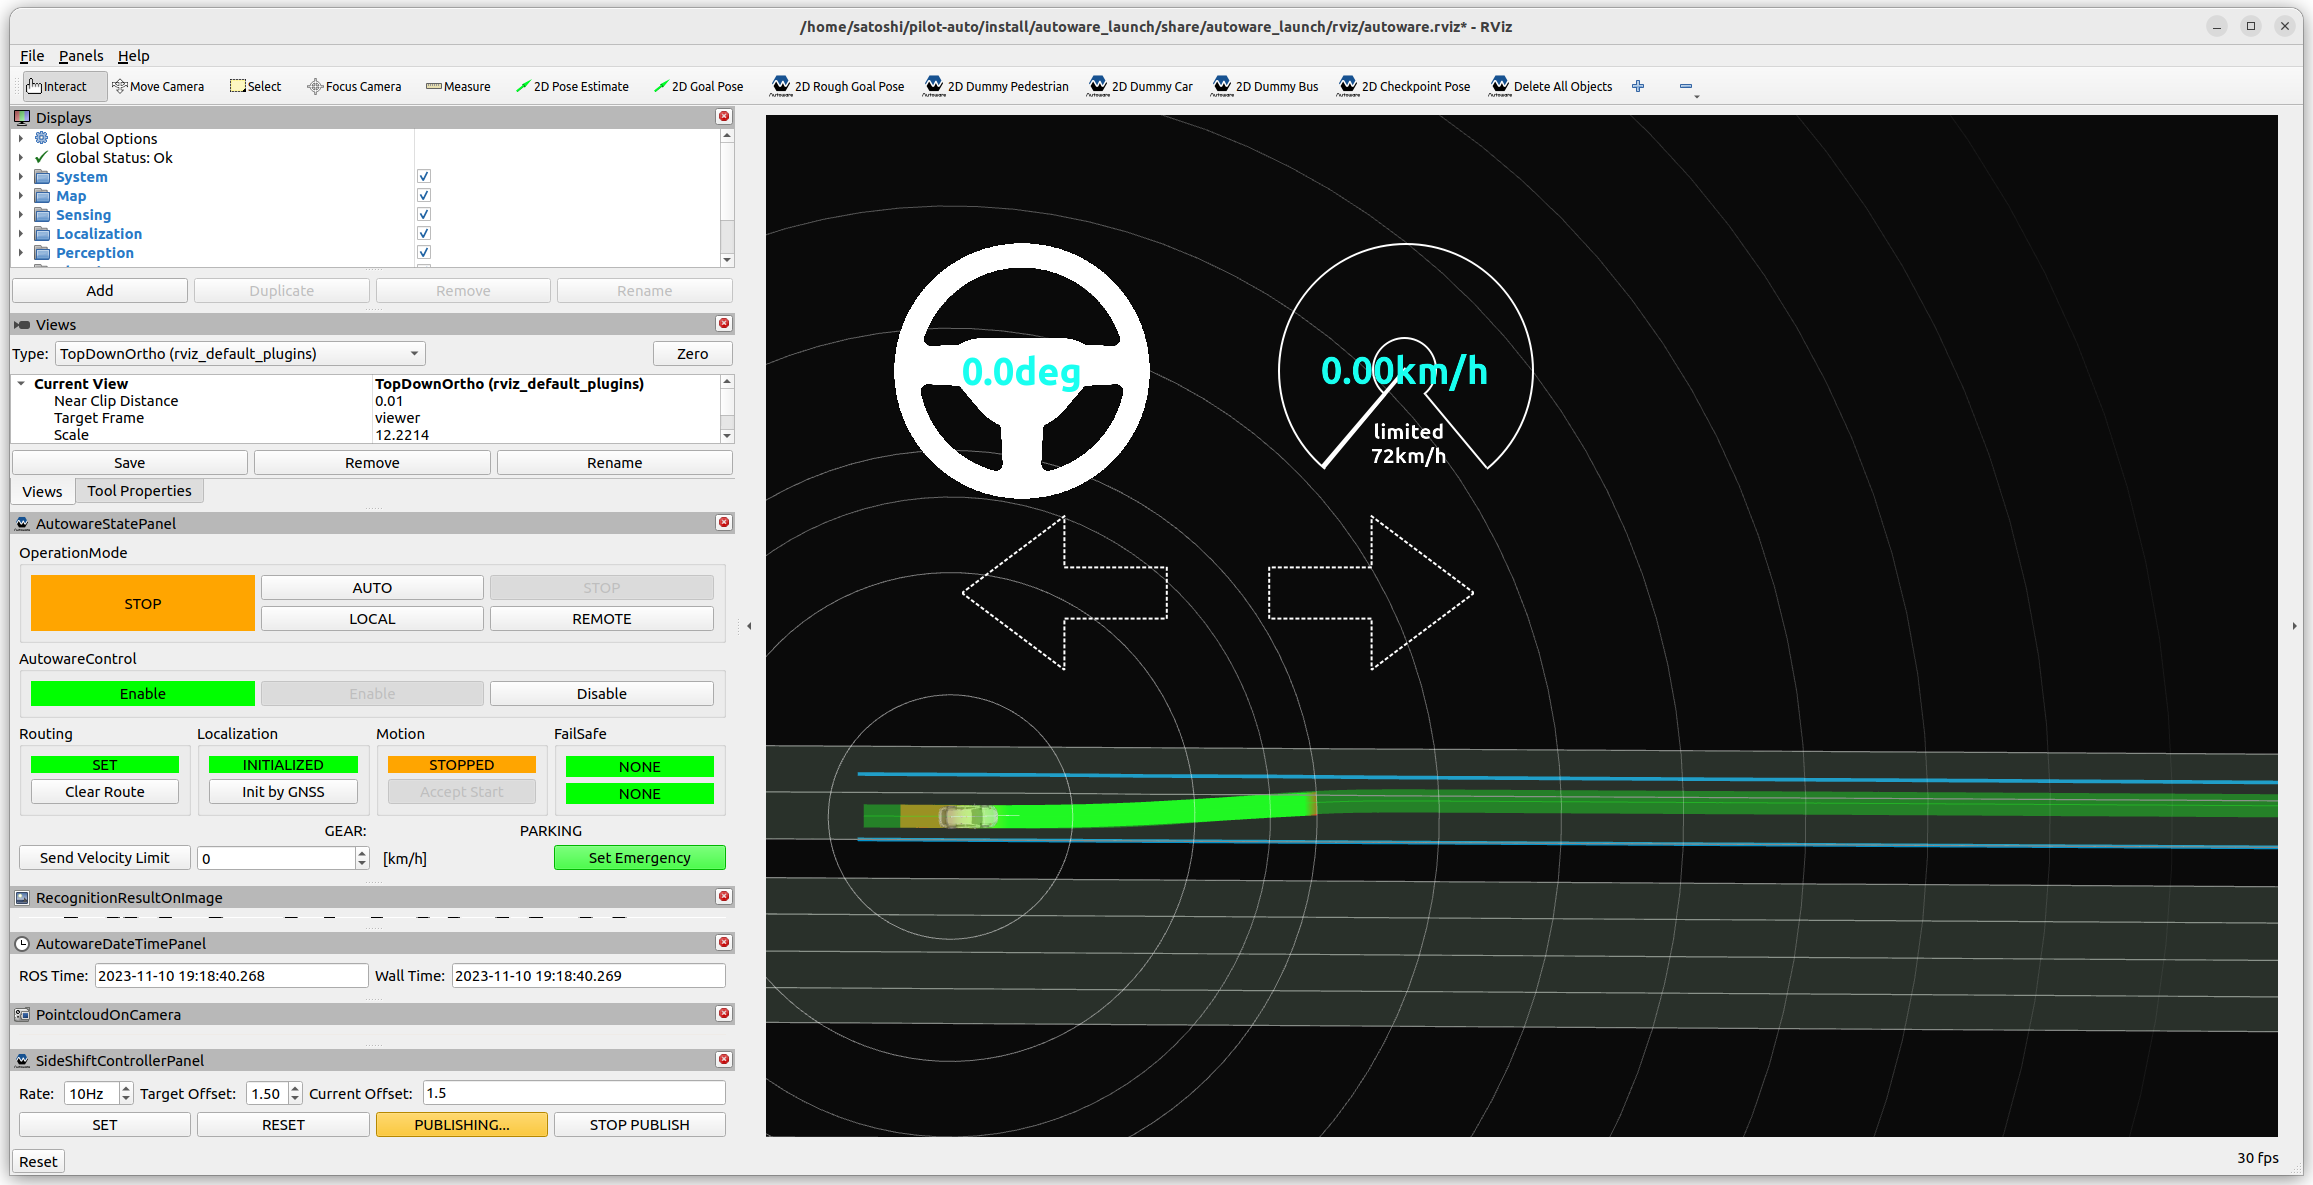 /home/satoshi/pilot-auto/install/autoware_launch/share/autoware_launch/rviz/autoware.rviz* - RViz
File Panels Help
Interact Move Camera Select Focus Camera Measure 2D Pose Estimate 2D Goal Pose 2D Rough Goal Pose 2D Dummy Pedestrian 2D Dummy Car 2D Dummy Bus 2D Checkpoint Pose Delete All Objects
Displays
Global Options
Global Status: Ok
System
Map
Sensing
Localization
Perception
Add Duplicate Remove Rename
Views
Type: TopDownOrtho (rviz_default_plugins) Zero
Current View TopDownOrtho (rviz_default_plugins)
Near Clip Distance 0.01
Target Frame viewer
Scale 12.2214
Save Remove Rename
Views Tool Properties
AutowareStatePanel
OperationMode
STOP AUTO STOP
LOCAL REMOTE
AutowareControl
Enable Enable Disable
Routing Localization Motion FailSafe
SET INITIALIZED STOPPED NONE
Clear Route Init by GNSS Accept Start NONE
GEAR: PARKING
Send Velocity Limit 0 [km/h] Set Emergency
RecognitionResultOnImage
AutowareDateTimePanel
ROS Time: 2023-11-10 19:18:40.268 Wall Time: 2023-11-10 19:18:40.269
PointcloudOnCamera
SideShiftControllerPanel
Rate: 10Hz Target Offset: 1.50 Current Offset: 1.5
SET RESET PUBLISHING... STOP PUBLISH
Reset
0.0deg
0.00km/h
limited
72km/h
30 fps